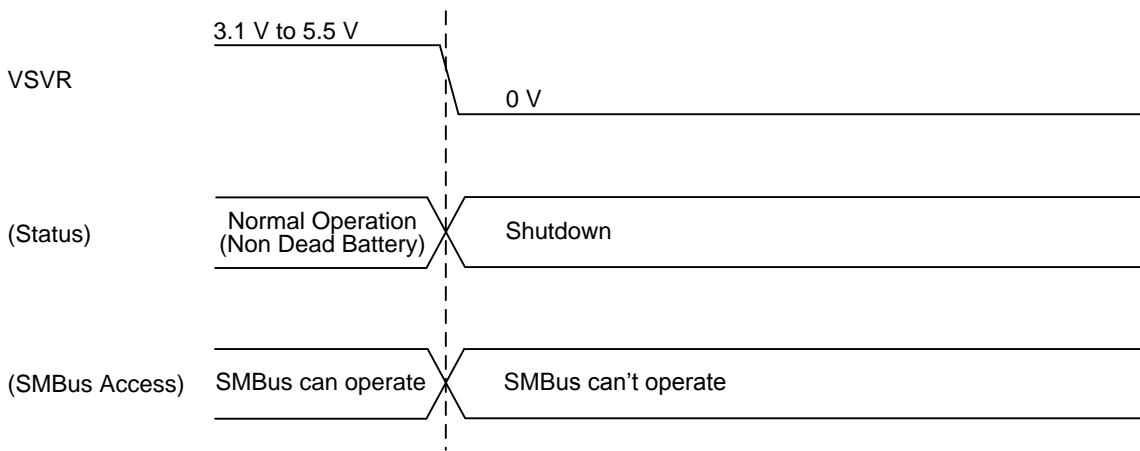 3.1 V to 5.5 V
VSVR
0 V
(Status)
Normal Operation
(Non Dead Battery)
Shutdown
(SMBus Access)
SMBus can operate
SMBus can't operate